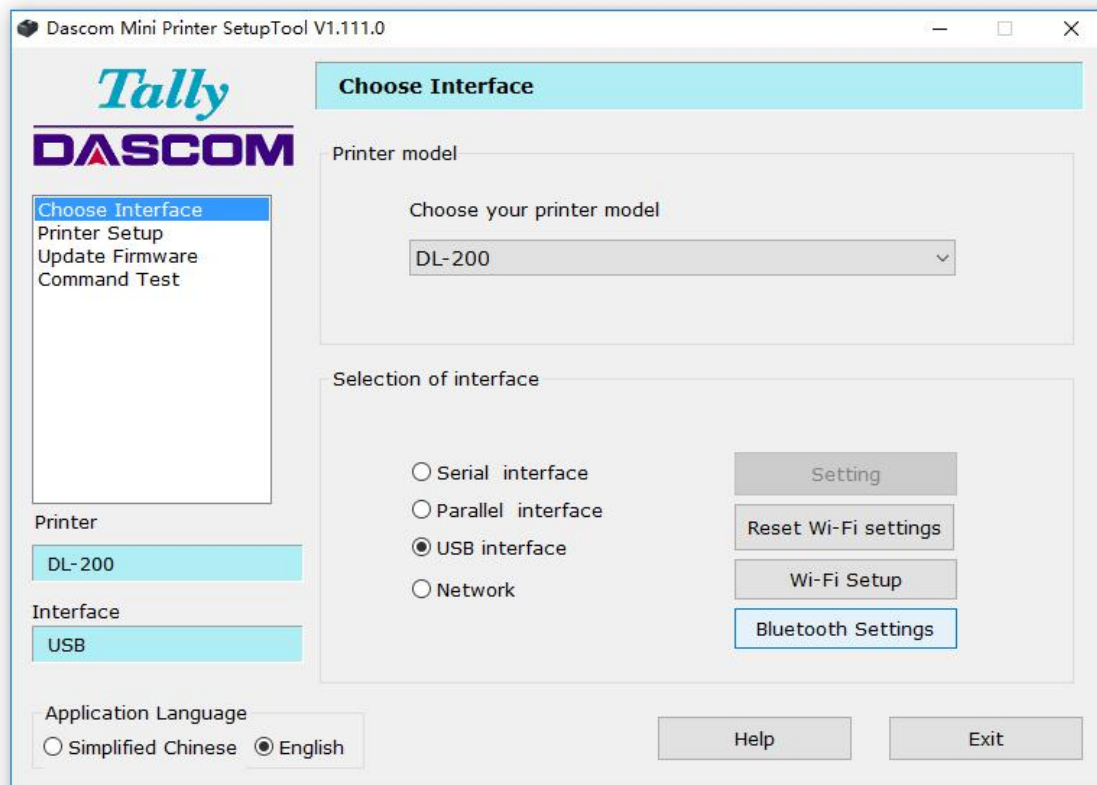 Dascom Mini Printer SetupTool V1.111.0
Tally
DASCOM
Choose Interface
Choose Interface
Printer Setup
Update Firmware
Command Test
Printer
DL-200
Interface
USB
Application Language
Simplified Chinese
English
Printer model
Choose your printer model
DL-200
Selection of interface
Serial interface
Parallel interface
USB interface
Network
Setting
Reset Wi-Fi settings
Wi-Fi Setup
Bluetooth Settings
Help
Exit